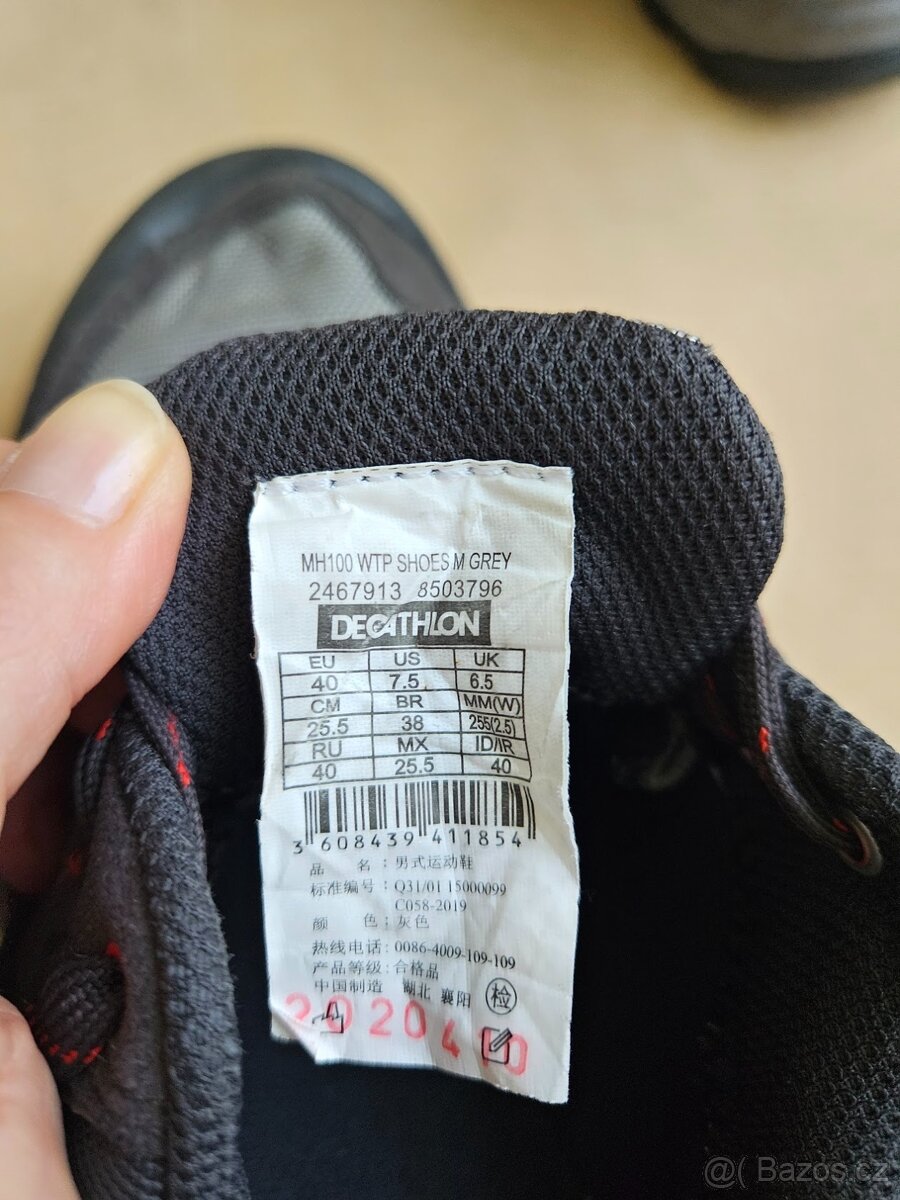 MH100 WTP SHOES M GREY
2467913 8503796
DECATHLON
EU US UK
40 7.5 6.5
CM BR MM(W)
25.5 38 255(2.5)
RU MX ID/IR
40 25.5 40
3 608439 411854
品 名：男式运动鞋
标准编号：Q31/01 15000099
C058-2019
颜 色：灰色
热线电话：0086-4009-109-109
产品等级：合格品
中国制造 湖北 襄阳 检
2020 4
@( Bazos.cz